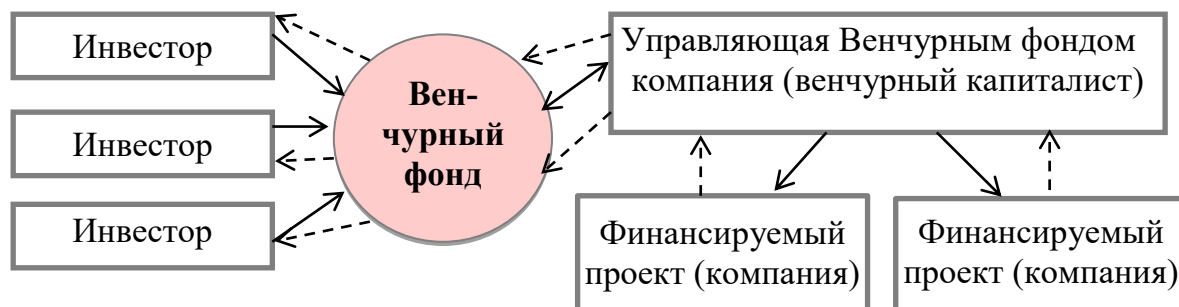 Инвестор
Инвестор
Инвестор
Вен-
чурный
фонд
Управляющая Венчурным фондом
компания (венчурный капиталист)
Финансируемый
проект (компания)
Финансируемый
проект (компания)